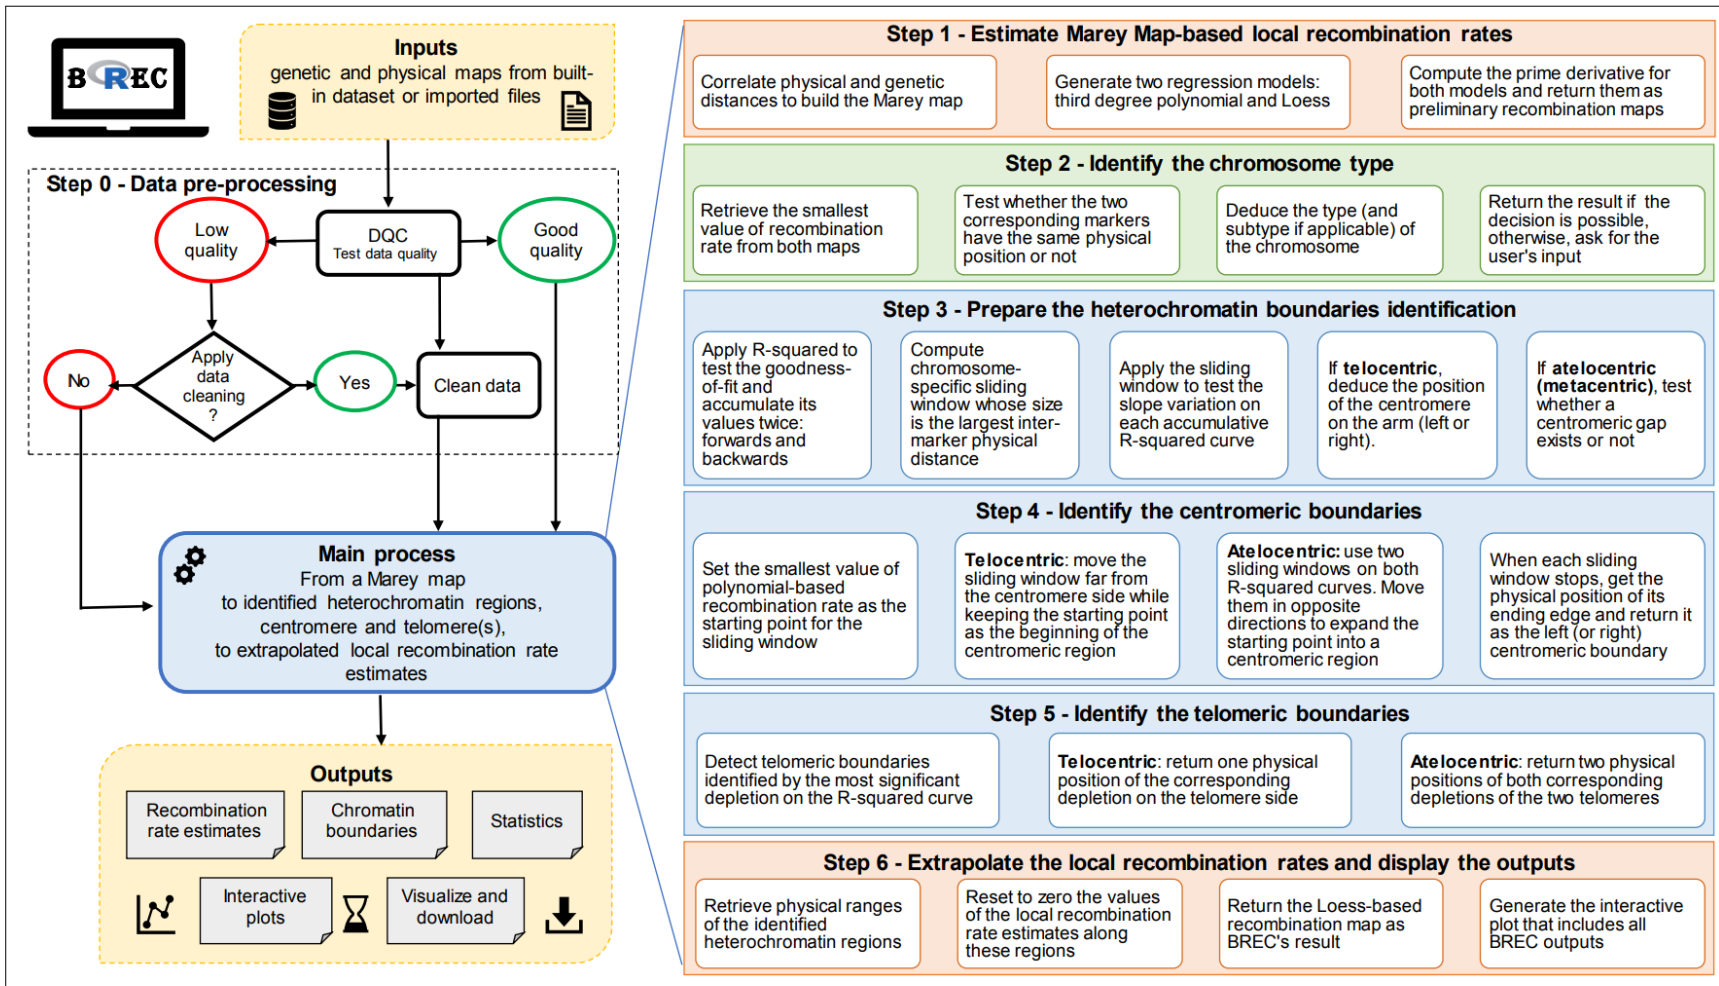 BREC
Inputs
genetic and physical maps from built-
in dataset or imported files
Step 0 - Data pre-processing
Low
quality
DQC
Test data quality
Good
quality
Apply
data
cleaning
?
No
Yes
Clean data
Main process
From a Marey map
to identified heterochromatin regions,
centromere and telomere(s),
to extrapolated local recombination rate
estimates
Outputs
Recombination
rate estimates
Chromatin
boundaries
Statistics
Interactive
plots
Visualize and
download
Step 1 - Estimate Marey Map-based local recombination rates
Correlate physical and genetic
distances to build the Marey map
Generate two regression models:
third degree polynomial and Loess
Compute the prime derivative for
both models and return them as
preliminary recombination maps
Step 2 - Identify the chromosome type
Retrieve the smallest
value of recombination
rate from both maps
Test whether the two
corresponding markers
have the same physical
position or not
Deduce the type (and
subtype if applicable) of
the chromosome
Return the result if the
decision is possible,
otherwise, ask for the
user's input
Step 3 - Prepare the heterochromatin boundaries identification
Apply R-squared to
test the goodness-
of-fit and
accumulate its
values twice:
forwards and
backwards
Compute
chromosome-
specific sliding
window whose size
is the largest inter-
marker physical
distance
Apply the sliding
window to test the
slope variation on
each accumulative
R-squared curve
If telocentric,
deduce the position
of the centromere
on the arm (left or
right).
If atelocentric
(metacentric), test
whether a
centromeric gap
exists or not
Step 4 - Identify the centromeric boundaries
Set the smallest value of
polynomial-based
recombination rate as the
starting point for the
sliding window
Telocentric: move the
sliding window far from
the centromere side while
keeping the starting point
as the beginning of the
centromeric region
Atelocentric: use two
sliding windows on both
R-squared curves. Move
them in opposite
directions to expand the
starting point into a
centromeric region
When each sliding
window stops, get the
physical position of its
ending edge and return it
as the left (or right)
centromeric boundary
Step 5 - Identify the telomeric boundaries
Detect telomeric boundaries
identified by the most significant
depletion on the R-squared curve
Telocentric: return one physical
position of the corresponding
depletion on the telomere side
Atelocentric: return two physical
positions of both corresponding
depletions of the two telomeres
Step 6 - Extrapolate the local recombination rates and display the outputs
Retrieve physical ranges
of the identified
heterochromatin regions
Reset to zero the values
of the local recombination
rate estimates along
these regions
Return the Loess-based
recombination map as
BREC's result
Generate the interactive
plot that includes all
BREC outputs